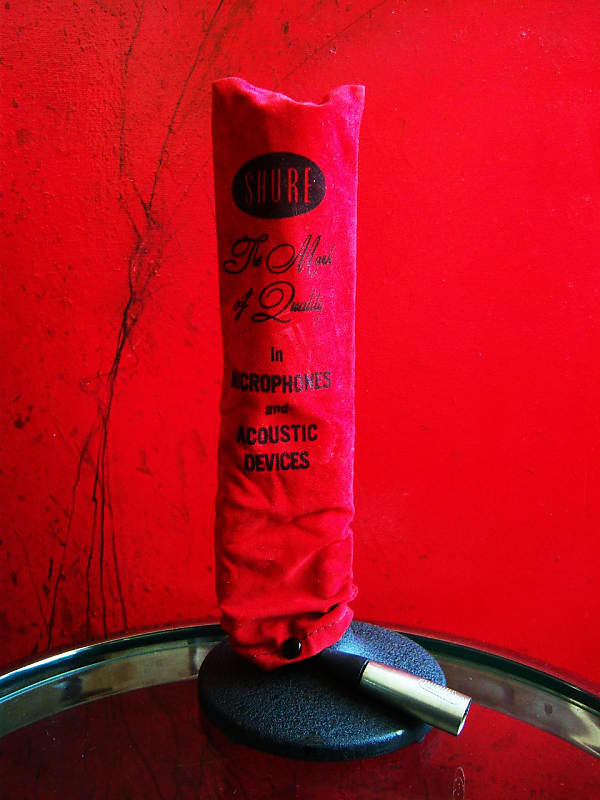 SHURE
The Mark
of Quality
in
MICROPHONES
and
ACOUSTIC
DEVICES